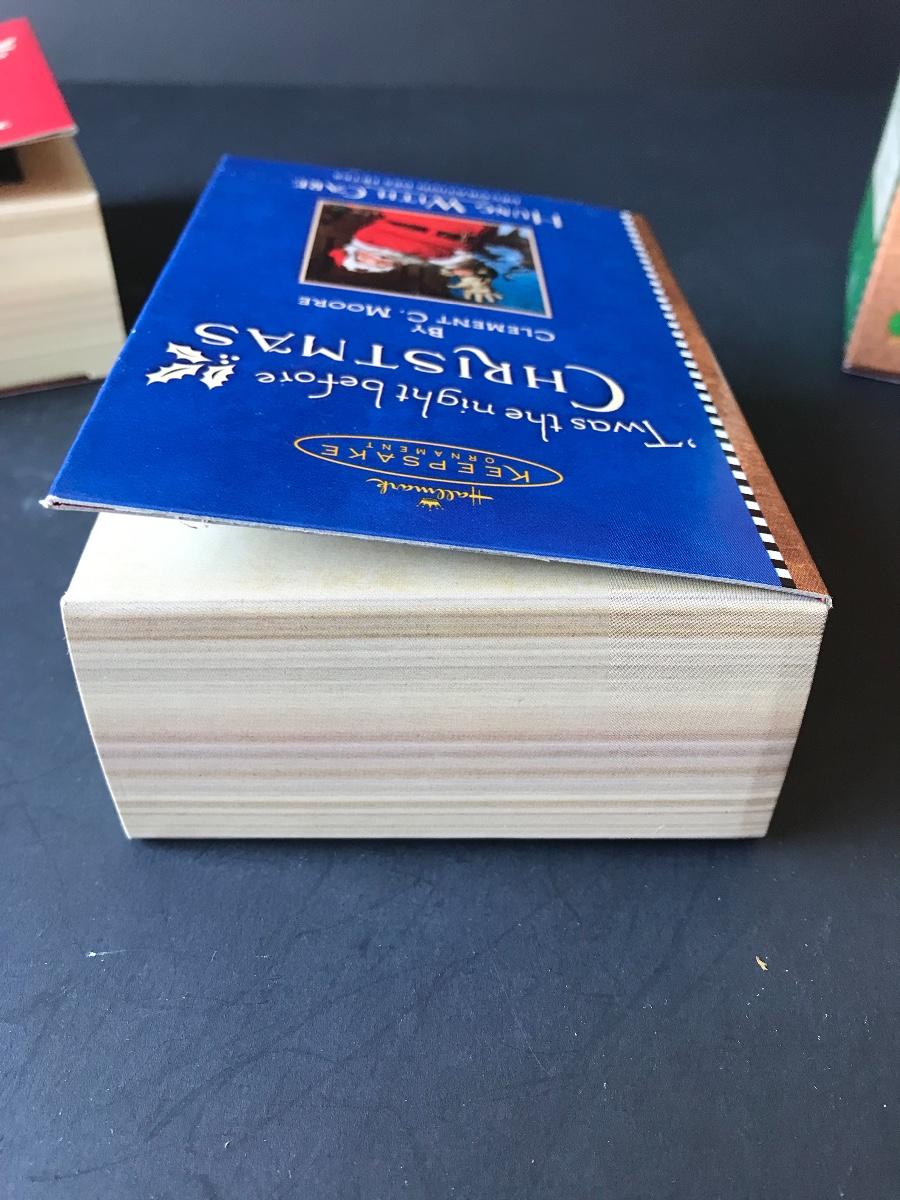 Hallmark
KEEPSAKE
ORNAMENT
'Twas the night before
CHRISTMAS
BY
CLEMENT C. MOORE
HUNG WITH CARE